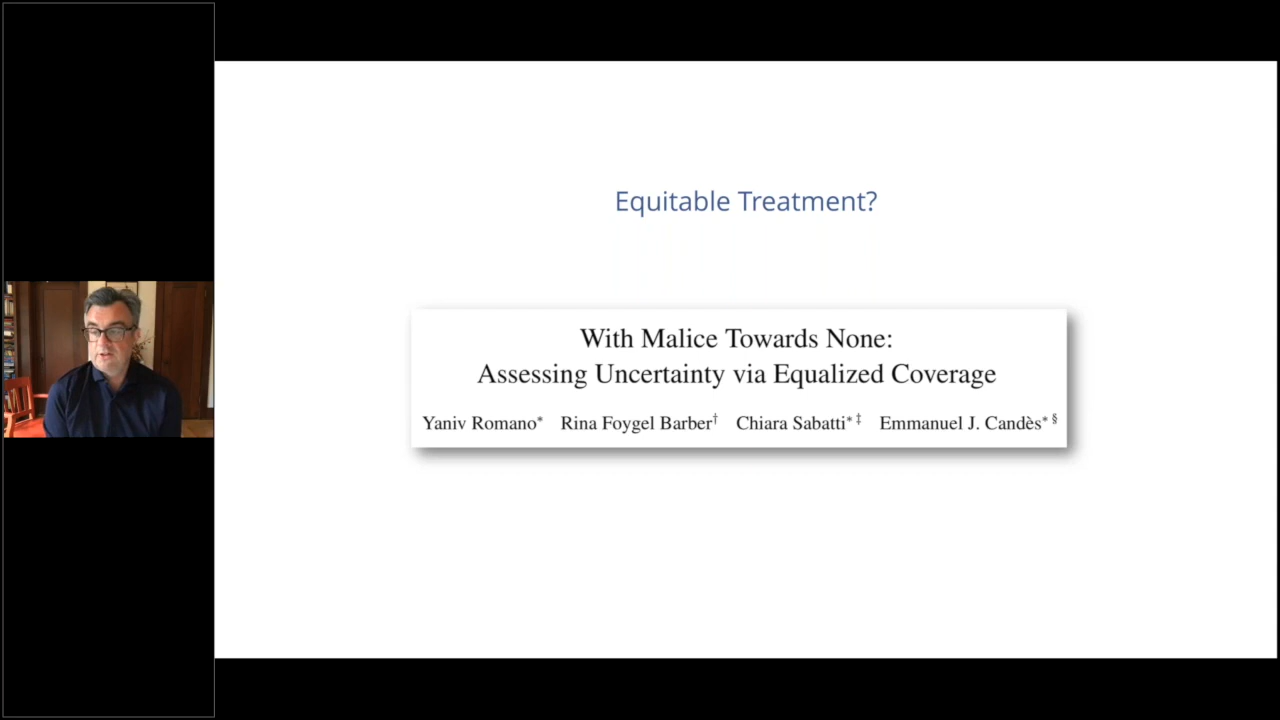 Equitable Treatment?
With Malice Towards None:
Assessing Uncertainty via Equalized Coverage
Yaniv Romano* Rina Foygel Barber† Chiara Sabatti*‡ Emmanuel J. Candès*§